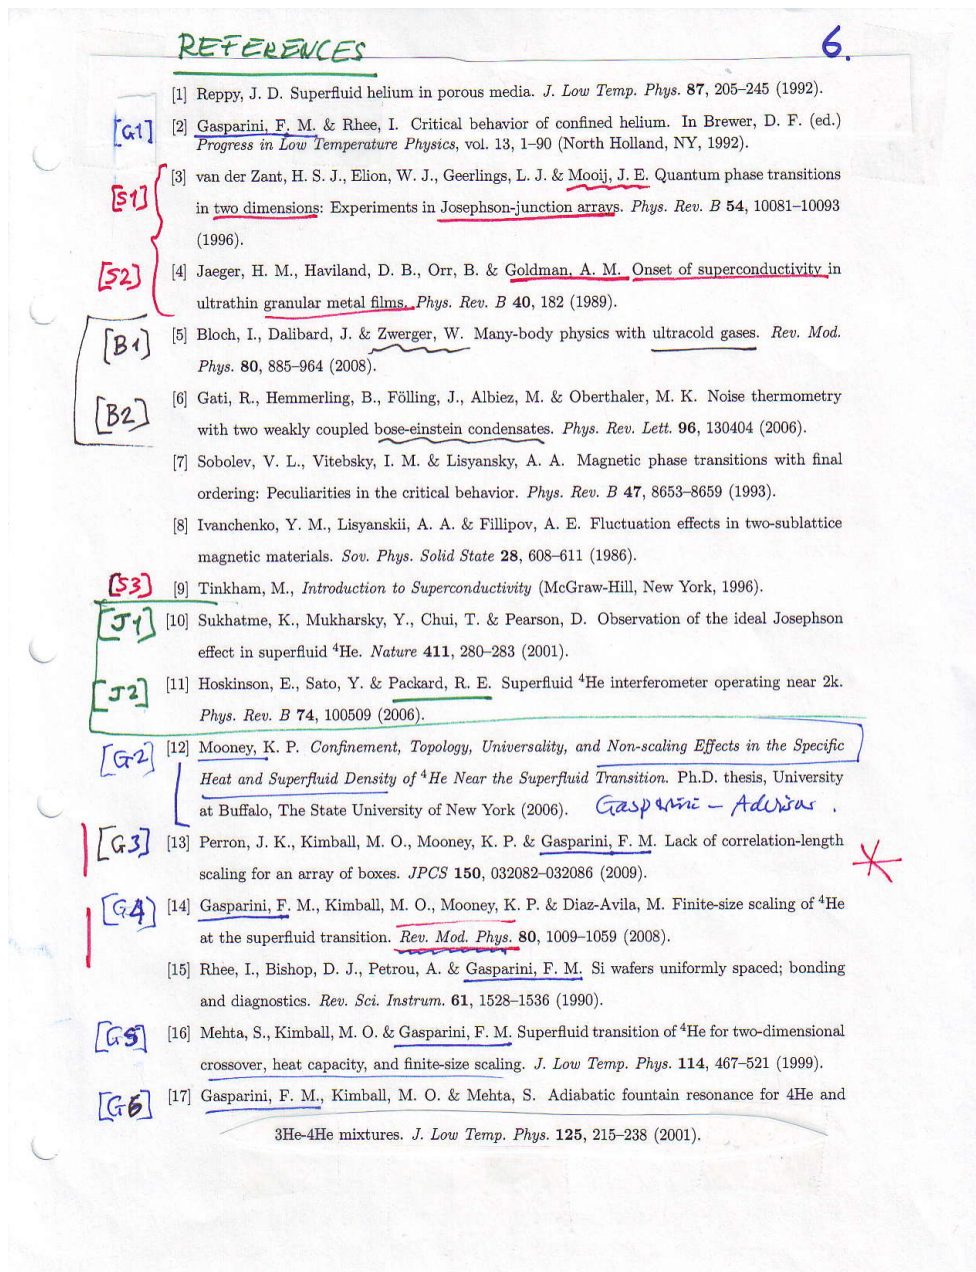 REFERENCES 6.
[1] Reppy, J. D. Superfluid helium in porous media. J. Low Temp. Phys. 87, 205–245 (1992).
[G1] [2] Gasparini, F. M. & Rhee, I. Critical behavior of confined helium. In Brewer, D. F. (ed.)
Progress in Low Temperature Physics, vol. 13, 1–90 (North Holland, NY, 1992).
[S1] [3] van der Zant, H. S. J., Elion, W. J., Geerlings, L. J. & Mooij, J. E. Quantum phase transitions
in two dimensions: Experiments in Josephson-junction arrays. Phys. Rev. B 54, 10081–10093
(1996).
[S2] [4] Jaeger, H. M., Haviland, D. B., Orr, B. & Goldman, A. M. Onset of superconductivity in
ultrathin granular metal films. Phys. Rev. B 40, 182 (1989).
[B1] [5] Bloch, I., Dalibard, J. & Zwerger, W. Many-body physics with ultracold gases. Rev. Mod.
Phys. 80, 885–964 (2008).
[B2] [6] Gati, R., Hemmerling, B., Fölling, J., Albiez, M. & Oberthaler, M. K. Noise thermometry
with two weakly coupled bose-einstein condensates. Phys. Rev. Lett. 96, 130404 (2006).
[7] Sobolev, V. L., Vitebsky, I. M. & Lisyansky, A. A. Magnetic phase transitions with final
ordering: Peculiarities in the critical behavior. Phys. Rev. B 47, 8653–8659 (1993).
[8] Ivanchenko, Y. M., Lisyanskii, A. A. & Fillipov, A. E. Fluctuation effects in two-sublattice
magnetic materials. Sov. Phys. Solid State 28, 608–611 (1986).
[S3] [9] Tinkham, M., Introduction to Superconductivity (McGraw-Hill, New York, 1996).
[J1] [10] Sukhatme, K., Mukharsky, Y., Chui, T. & Pearson, D. Observation of the ideal Josephson
effect in superfluid ⁴He. Nature 411, 280–283 (2001).
[J2] [11] Hoskinson, E., Sato, Y. & Packard, R. E. Superfluid ⁴He interferometer operating near 2k.
Phys. Rev. B 74, 100509 (2006).
[G2] [12] Mooney, K. P. Confinement, Topology, Universality, and Non-scaling Effects in the Specific
Heat and Superfluid Density of ⁴He Near the Superfluid Transition. Ph.D. thesis, University
at Buffalo, The State University of New York (2006). Gasparini – Advisor.
[G3] [13] Perron, J. K., Kimball, M. O., Mooney, K. P. & Gasparini, F. M. Lack of correlation-length
scaling for an array of boxes. JPCS 150, 032082–032086 (2009).
[G4] [14] Gasparini, F. M., Kimball, M. O., Mooney, K. P. & Diaz-Avila, M. Finite-size scaling of ⁴He
at the superfluid transition. Rev. Mod. Phys. 80, 1009–1059 (2008).
[15] Rhee, I., Bishop, D. J., Petrou, A. & Gasparini, F. M. Si wafers uniformly spaced; bonding
and diagnostics. Rev. Sci. Instrum. 61, 1528–1536 (1990).
[G5] [16] Mehta, S., Kimball, M. O. & Gasparini, F. M. Superfluid transition of ⁴He for two-dimensional
crossover, heat capacity, and finite-size scaling. J. Low Temp. Phys. 114, 467–521 (1999).
[G6] [17] Gasparini, F. M., Kimball, M. O. & Mehta, S. Adiabatic fountain resonance for 4He and
3He-4He mixtures. J. Low Temp. Phys. 125, 215–238 (2001).